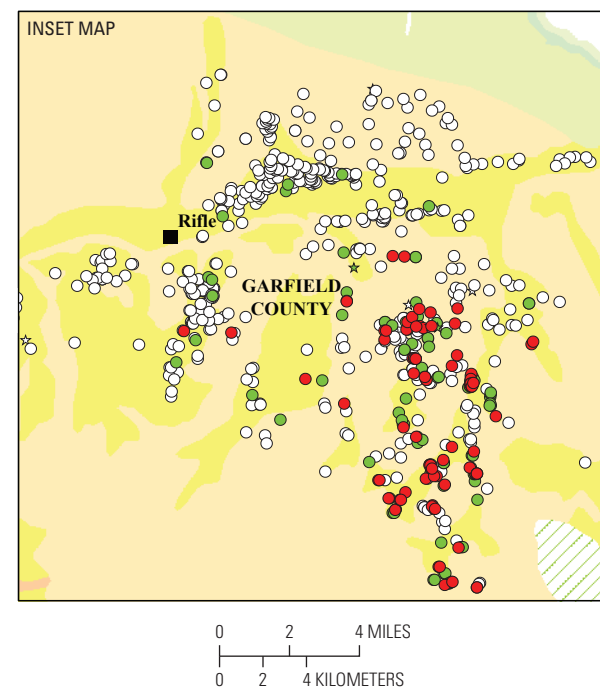 INSET MAP
Rifle
GARFIELD
COUNTY
0 2 4 MILES
0 2 4 KILOMETERS